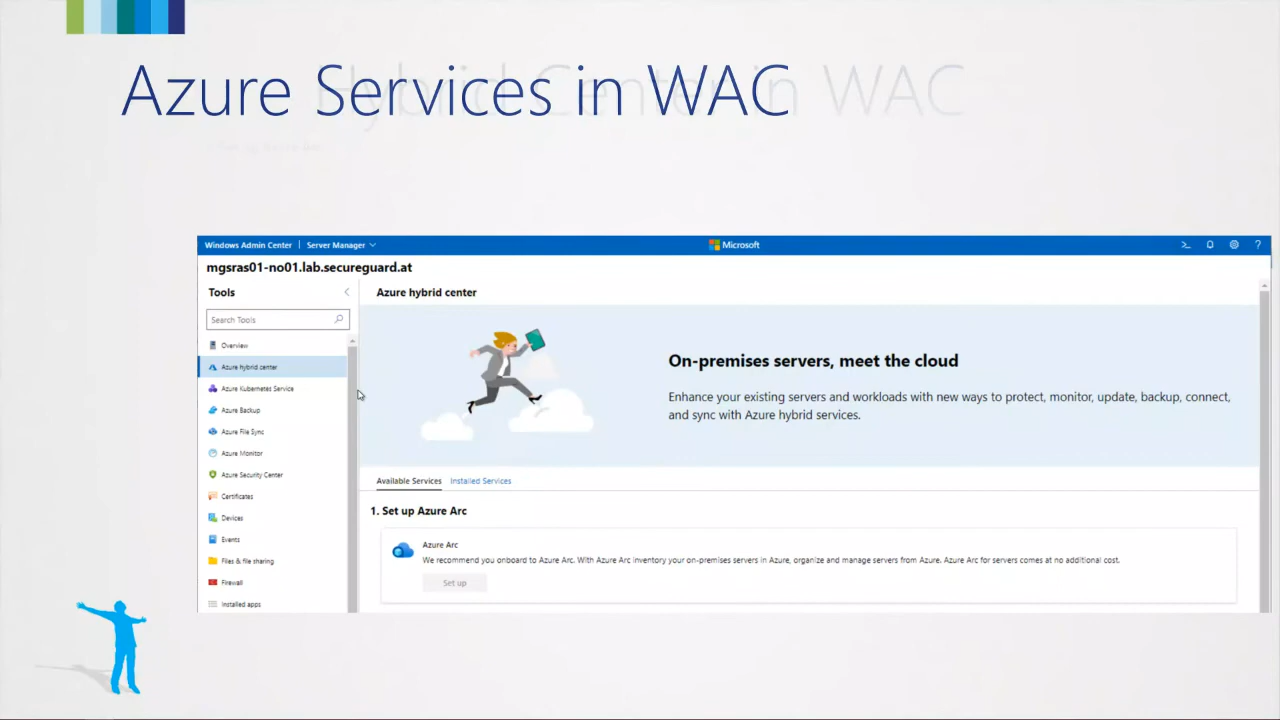 Azure Services in WAC
Hybrid Center in WAC
Windows Admin Center | Server Manager
Microsoft
>_
?
mgsras01-no01.lab.secureguard.at
Tools
Azure hybrid center
Search Tools
Overview
Azure hybrid center
Azure Kubernetes Service
Azure Backup
Azure File Sync
Azure Monitor
Azure Security Center
Certificates
Devices
Events
Files & file sharing
Firewall
Installed apps
On-premises servers, meet the cloud
Enhance your existing servers and workloads with new ways to protect, monitor, update, backup, connect,
and sync with Azure hybrid services.
Available Services Installed Services
1. Set up Azure Arc
Azure Arc
We recommend you onboard to Azure Arc. With Azure Arc inventory your on-premises servers in Azure, organize and manage servers from Azure. Azure Arc for servers comes at no additional cost.
Set up